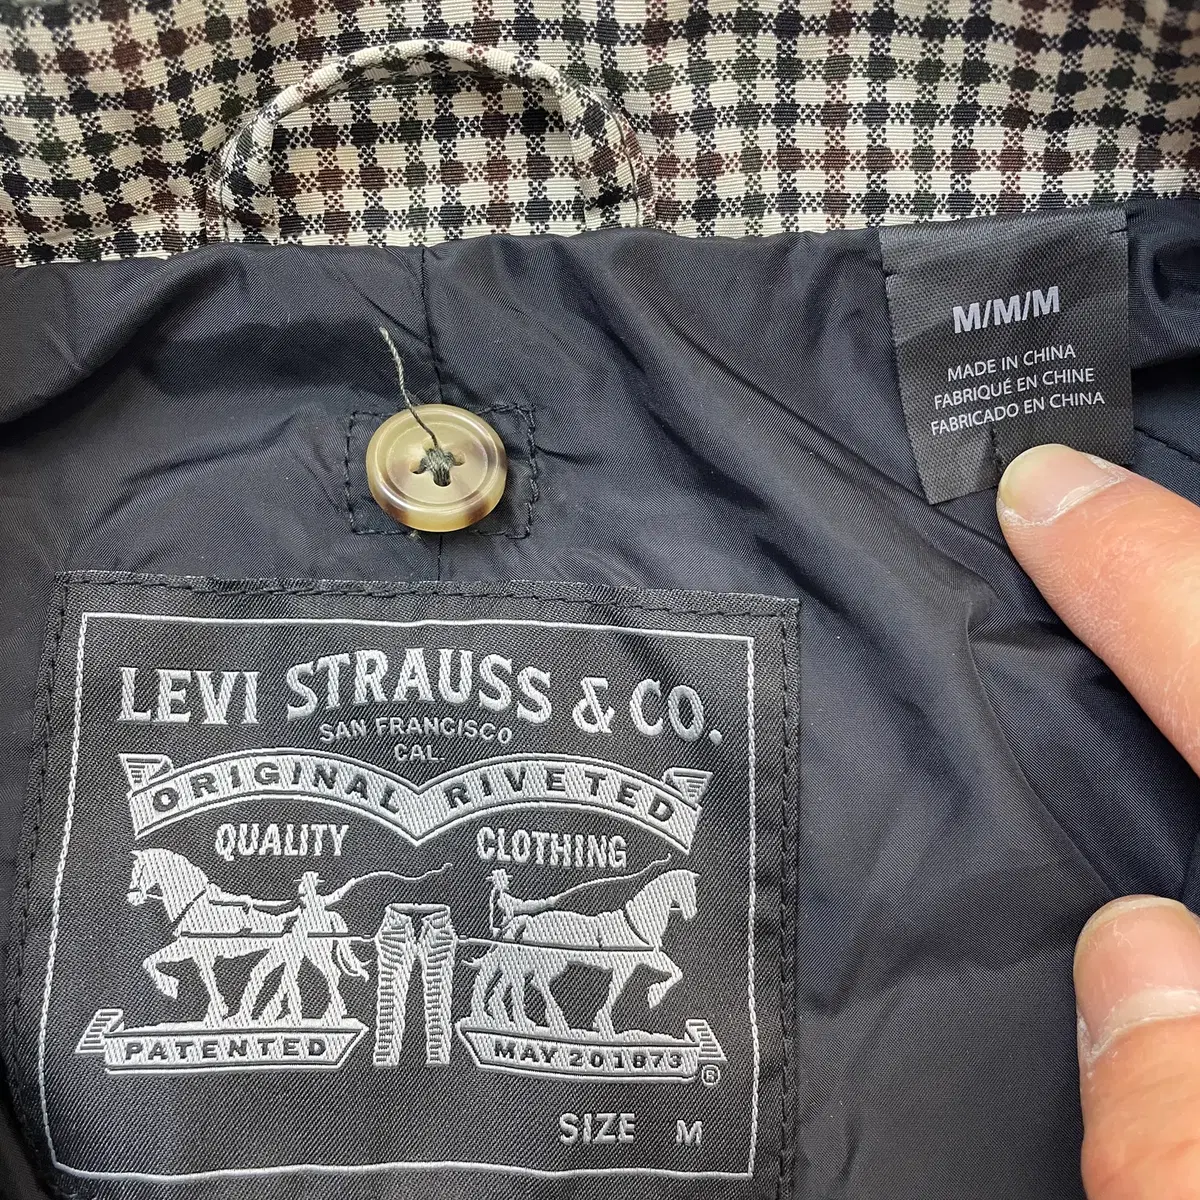 M/M/M
MADE IN CHINA
FABRIQUÉ EN CHINE
FABRICADO EN CHINA
LEVI STRAUSS & CO.
SAN FRANCISCO
CAL.
ORIGINAL RIVETED
QUALITY CLOTHING
PATENTED MAY 20 1873
®
SIZE M